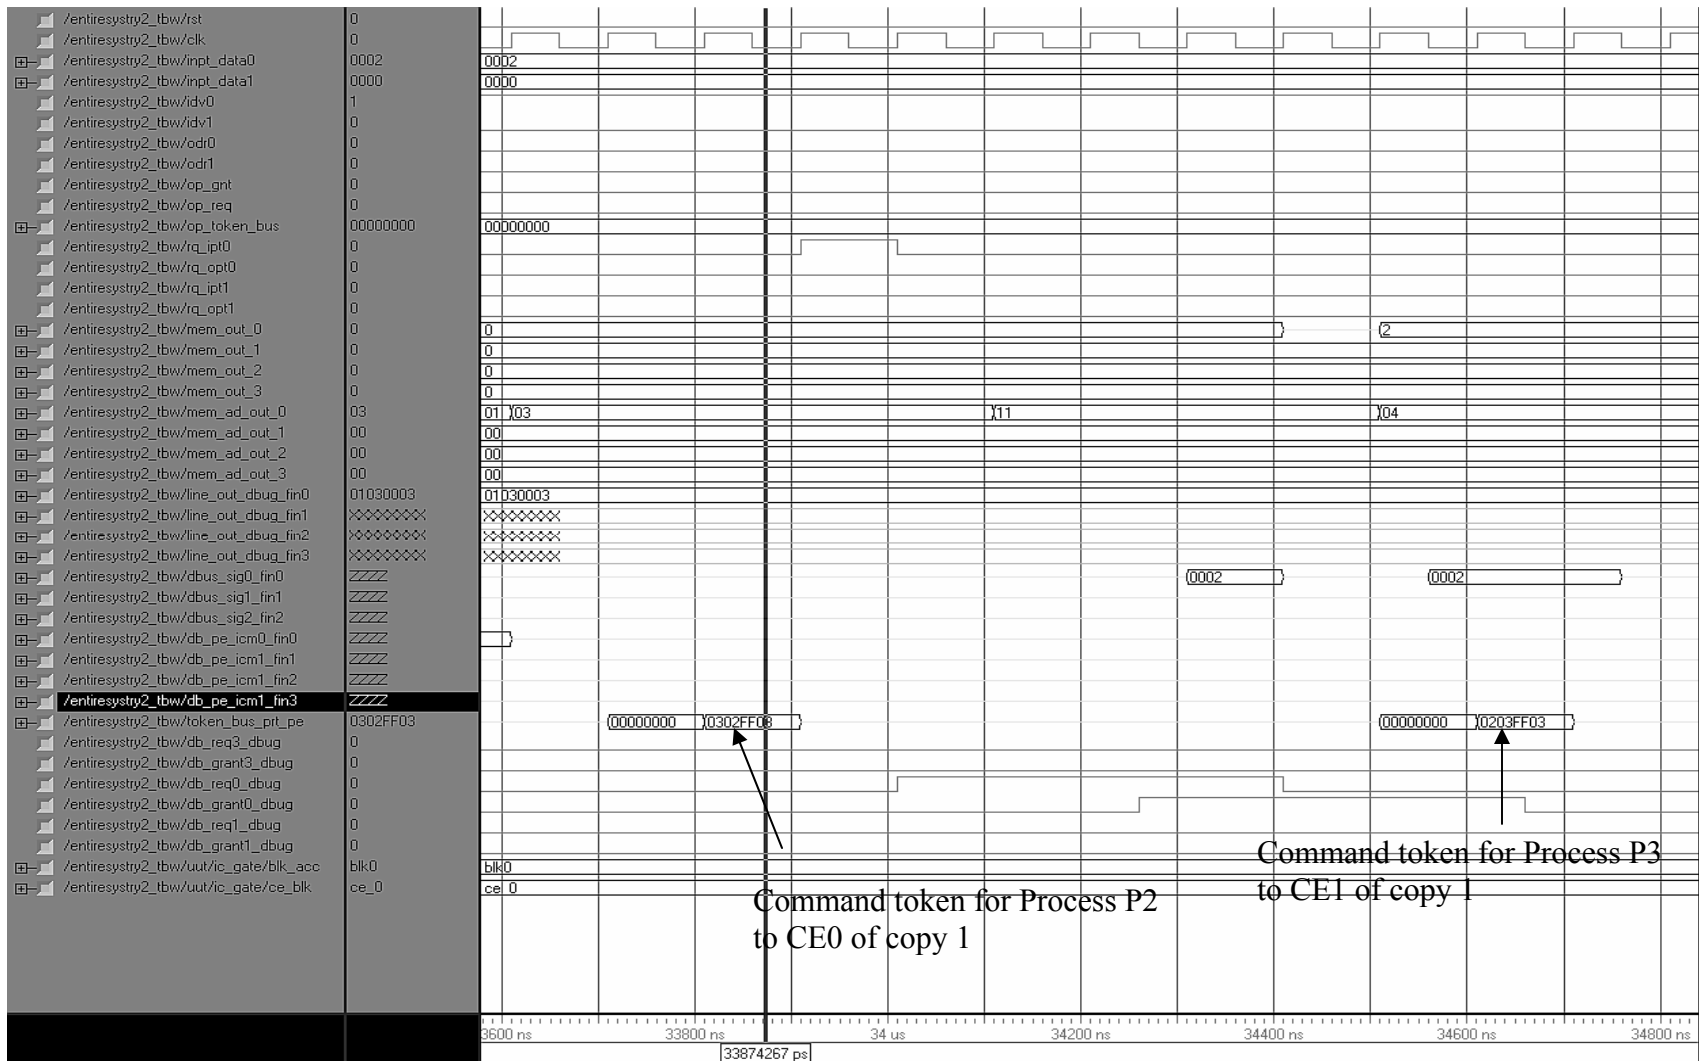 /entiresystry2_tbw/rst 0
/entiresystry2_tbw/clk 0
/entiresystry2_tbw/inpt_data0 0002 0002
/entiresystry2_tbw/inpt_data1 0000 0000
/entiresystry2_tbw/idv0 1
/entiresystry2_tbw/idv1 0
/entiresystry2_tbw/odr0 0
/entiresystry2_tbw/odr1 0
/entiresystry2_tbw/op_gnt 0
/entiresystry2_tbw/op_req 0
/entiresystry2_tbw/op_token_bus 00000000 00000000
/entiresystry2_tbw/rq_ipt0 0
/entiresystry2_tbw/rq_opt0 0
/entiresystry2_tbw/rq_ipt1 0
/entiresystry2_tbw/rq_opt1 0
/entiresystry2_tbw/mem_out_0 0 0 2
/entiresystry2_tbw/mem_out_1 0 0
/entiresystry2_tbw/mem_out_2 0 0
/entiresystry2_tbw/mem_out_3 0 0
/entiresystry2_tbw/mem_ad_out_0 03 01 03 11 04
/entiresystry2_tbw/mem_ad_out_1 00 00
/entiresystry2_tbw/mem_ad_out_2 00 00
/entiresystry2_tbw/mem_ad_out_3 00 00
/entiresystry2_tbw/line_out_dbug_fin0 01030003 01030003
/entiresystry2_tbw/line_out_dbug_fin1 XXXXXXXX XXXXXXXX
/entiresystry2_tbw/line_out_dbug_fin2 XXXXXXXX XXXXXXXX
/entiresystry2_tbw/line_out_dbug_fin3 XXXXXXXX XXXXXXXX
/entiresystry2_tbw/dbus_sig0_fin0 ZZZZ 0002 0002
/entiresystry2_tbw/dbus_sig1_fin1 ZZZZ
/entiresystry2_tbw/dbus_sig2_fin2 ZZZZ
/entiresystry2_tbw/db_pe_icm0_fin0 ZZZZ
/entiresystry2_tbw/db_pe_icm1_fin1 ZZZZ
/entiresystry2_tbw/db_pe_icm1_fin2 ZZZZ
/entiresystry2_tbw/db_pe_icm1_fin3 ZZZZ
/entiresystry2_tbw/token_bus_prt_pe 0302FF03 00000000 0302FF03 00000000 0203FF03
/entiresystry2_tbw/db_req3_dbug 0
/entiresystry2_tbw/db_grant3_dbug 0
/entiresystry2_tbw/db_req0_dbug 0
/entiresystry2_tbw/db_grant0_dbug 0
/entiresystry2_tbw/db_req1_dbug 0
/entiresystry2_tbw/db_grant1_dbug 0
/entiresystry2_tbw/uut/ic_gate/blk_acc blk0 blk0
/entiresystry2_tbw/uut/ic_gate/ce_blk ce_0 ce_0
Command token for Process P2
to CE0 of copy 1
Command token for Process P3
to CE1 of copy 1
3600 ns 33800 ns 34 us 34200 ns 34400 ns 34600 ns 34800 ns
33874267 ps